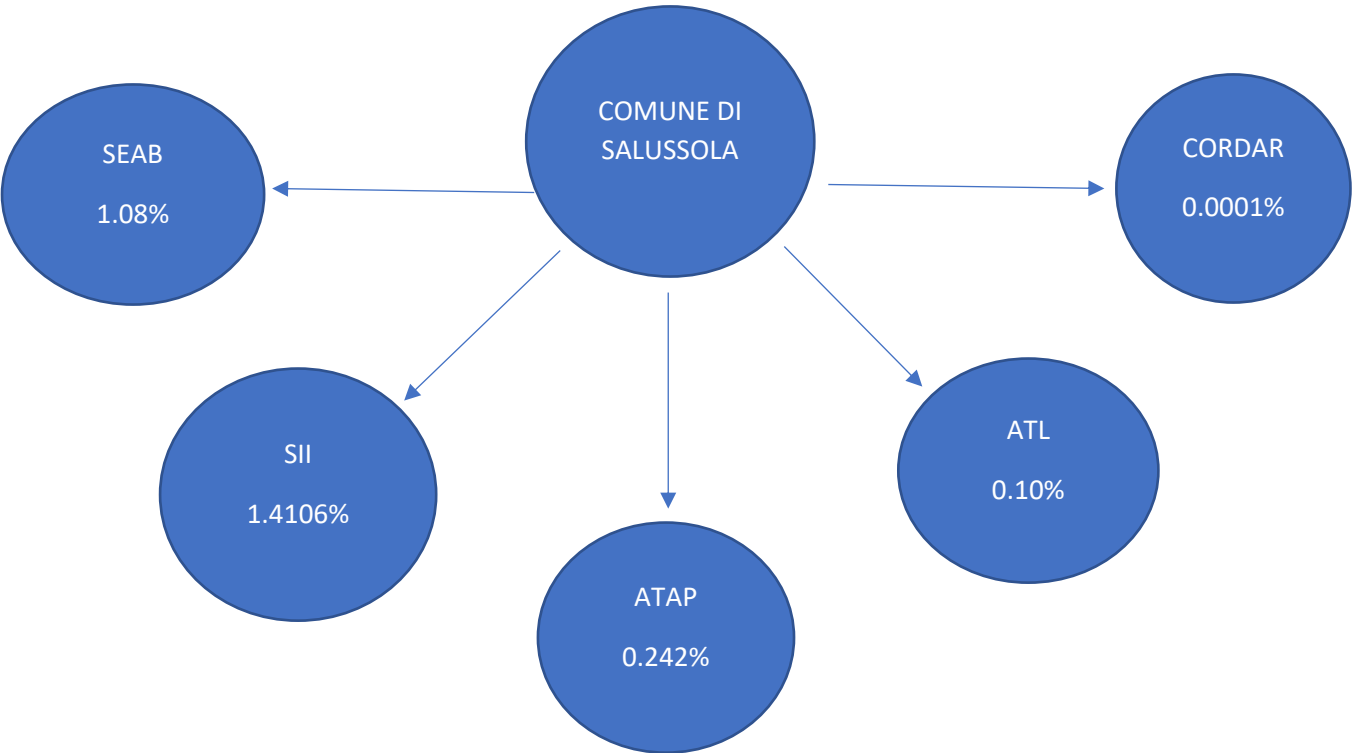 COMUNE DI
SALUSSOLA
SEAB
1.08%
CORDAR
0.0001%
SII
1.4106%
ATL
0.10%
ATAP
0.242%